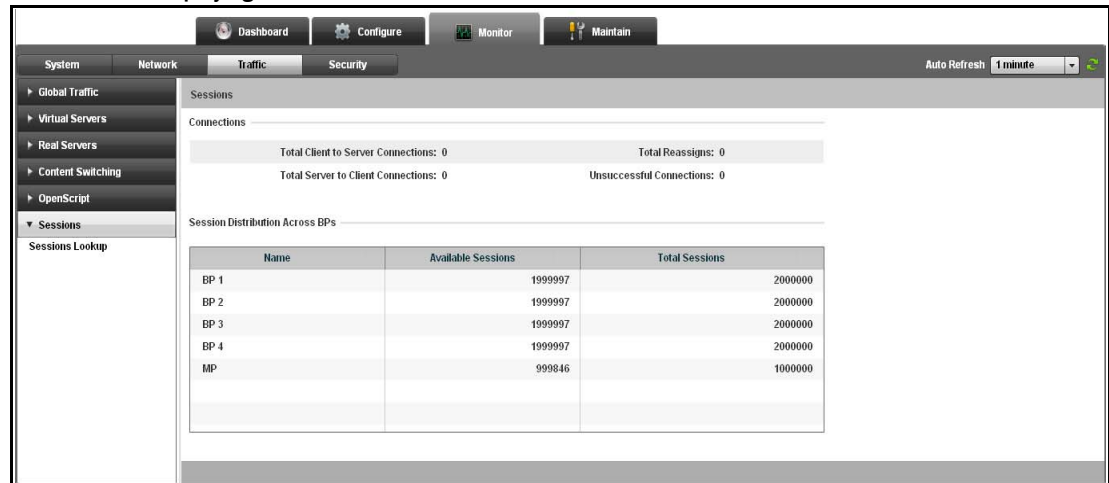 Dashboard Configure Monitor Maintain
System Network Traffic Security Auto Refresh 1 minute
Global Traffic
Virtual Servers
Real Servers
Content Switching
OpenScript
Sessions
Sessions Lookup
Sessions
Connections
Total Client to Server Connections: 0 Total Reassigns: 0
Total Server to Client Connections: 0 Unsuccessful Connections: 0
Session Distribution Across BPs
Name Available Sessions Total Sessions
BP 1 1999997 2000000
BP 2 1999997 2000000
BP 3 1999997 2000000
BP 4 1999997 2000000
MP 999846 1000000